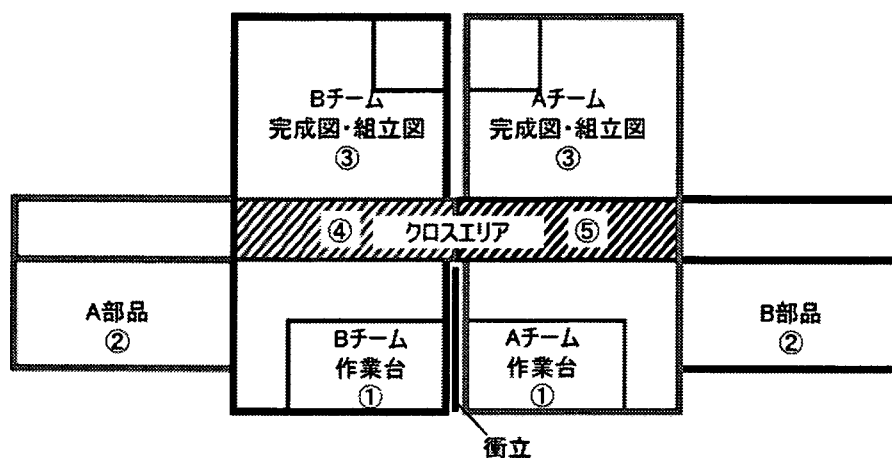 Bチーム
完成図・組立図
③
Aチーム
完成図・組立図
③
④
クロスエリア
⑤
A部品
②
Bチーム
作業台
①
Aチーム
作業台
①
B部品
②
衝立